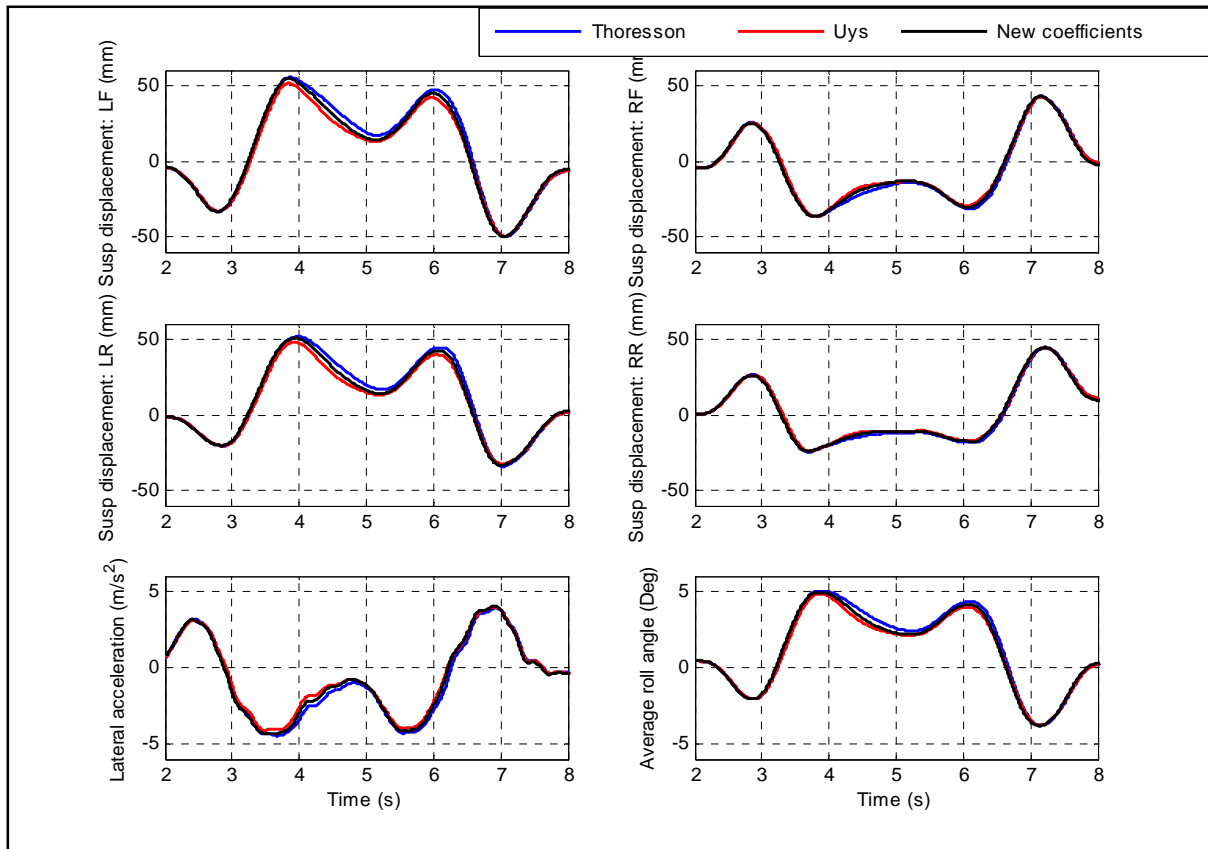 Thoresson Uys New coefficients
Susp displacement: LF (mm)
50
0
-50
2 3 4 5 6 7 8
Susp displacement: RF (m
50
0
-50
2 3 4 5 6 7 8
Susp displacement: LR (mm)
50
0
-50
2 3 4 5 6 7 8
Susp displacement: RR (mm)
50
0
-50
2 3 4 5 6 7 8
Lateral acceleration (m/s²)
5
0
-5
2 3 4 5 6 7 8
Time (s)
Average roll angle (Deg)
5
0
-5
2 3 4 5 6 7 8
Time (s)